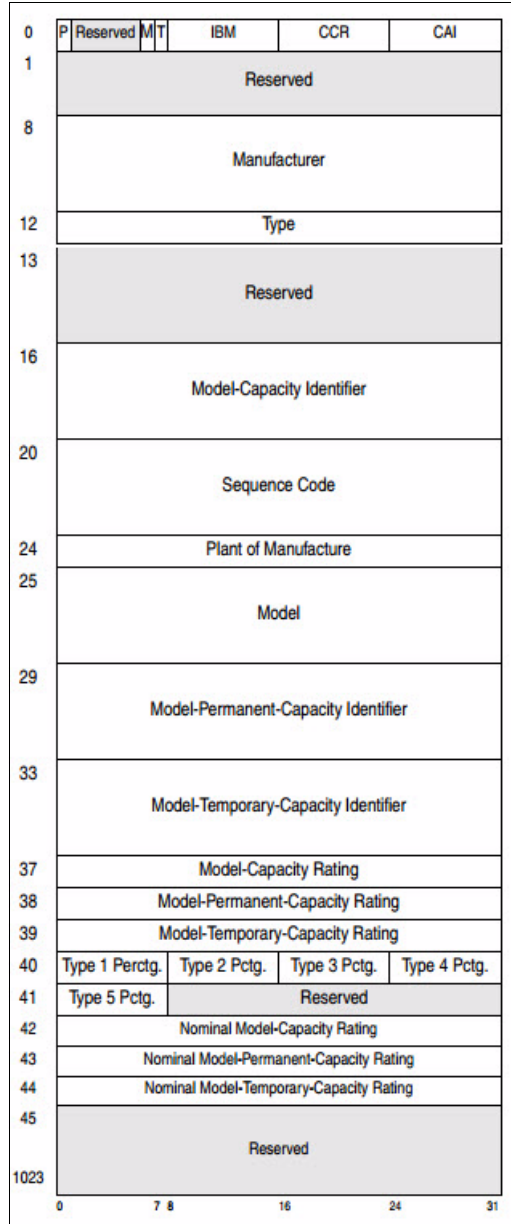 0 P Reserved M T IBM CCR CAI
1 Reserved
8 Manufacturer
12 Type
13 Reserved
16 Model-Capacity Identifier
20 Sequence Code
24 Plant of Manufacture
25 Model
29 Model-Permanent-Capacity Identifier
33 Model-Temporary-Capacity Identifier
37 Model-Capacity Rating
38 Model-Permanent-Capacity Rating
39 Model-Temporary-Capacity Rating
40 Type 1 Perctg. Type 2 Pctg. Type 3 Pctg. Type 4 Pctg.
41 Type 5 Pctg. Reserved
42 Nominal Model-Capacity Rating
43 Nominal Model-Permanent-Capacity Rating
44 Nominal Model-Temporary-Capacity Rating
45 Reserved
1023
0 7 8 16 24 31